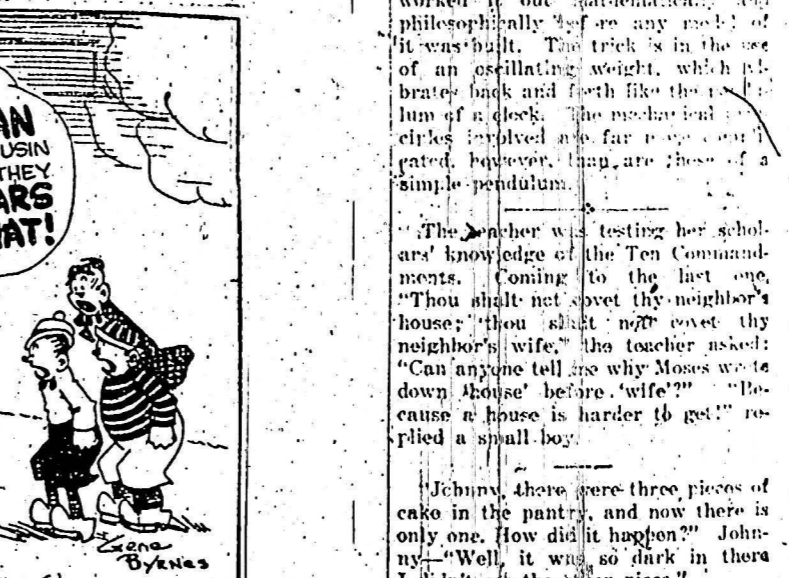 AN
USIN
THEY
ARS
AT!
Gene
Byrnes
worked it out mathematically and
philosophically before any model of
it was built. The trick is in the use
of an oscillating weight, which vi-
brates back and forth like the pendu-
lum of a clock. The mechanical
involved are far more compli-
cated, however, than are those of a
simple pendulum.
The teacher was testing her schol-
ars' knowledge of the Ten Command-
ments. Coming to the last one,
"Thou shalt not covet thy neighbor's
house; thou shalt not covet thy
neighbor's wife," the teacher asked:
"Can anyone tell me why Moses wrote
down 'house' before 'wife'?" "Be-
cause a house is harder to get!" re-
plied a small boy.
"Johnny, there were three pieces of
cake in the pantry, and now there is
only one. How did it happen?" John-
ny—"Well, it was so dark in there
I didn't see the other piece."